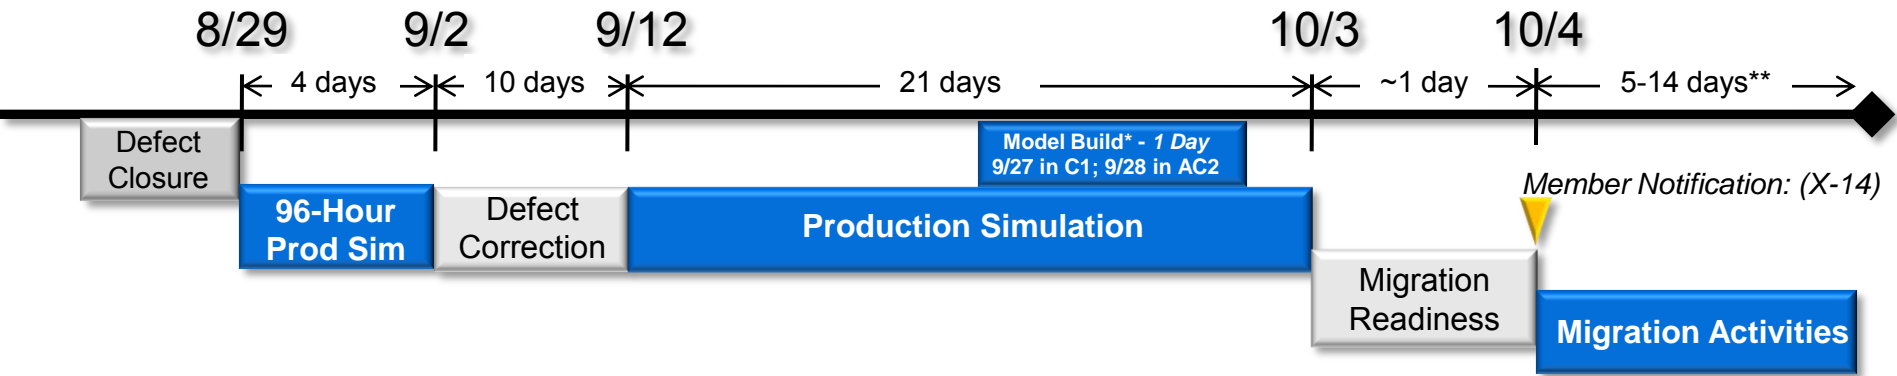 8/29 9/2 9/12 10/3 10/4
4 days 10 days 21 days ~1 day 5-14 days**
Defect
Closure
Model Build* - 1 Day
9/27 in C1; 9/28 in AC2
Member Notification: (X-14)
96-Hour
Prod Sim
Defect
Correction
Production Simulation
Migration
Readiness
Migration Activities